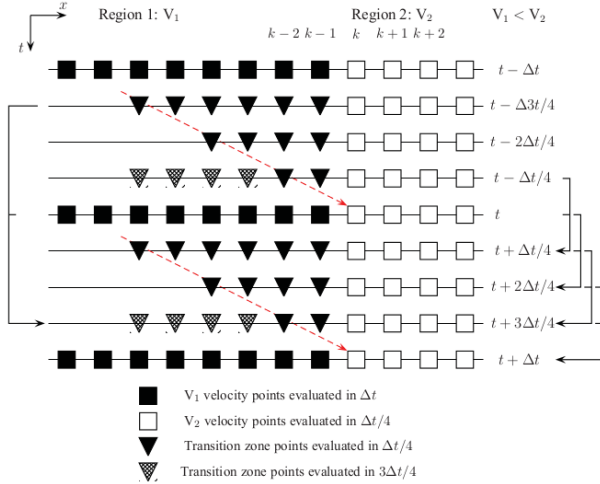 x Region 1: V₁ Region 2: V₂ V₁ < V₂
t k − 2 k − 1 k k + 1 k + 2
t − Δt
t − Δ3t/4
t − 2Δt/4
t − Δt/4
t
t + Δt/4
t + 2Δt/4
t + 3Δt/4
t + Δt
V₁ velocity points evaluated in Δt
V₂ velocity points evaluated in Δt/4
Transition zone points evaluated in Δt/4
Transition zone points evaluated in 3Δt/4